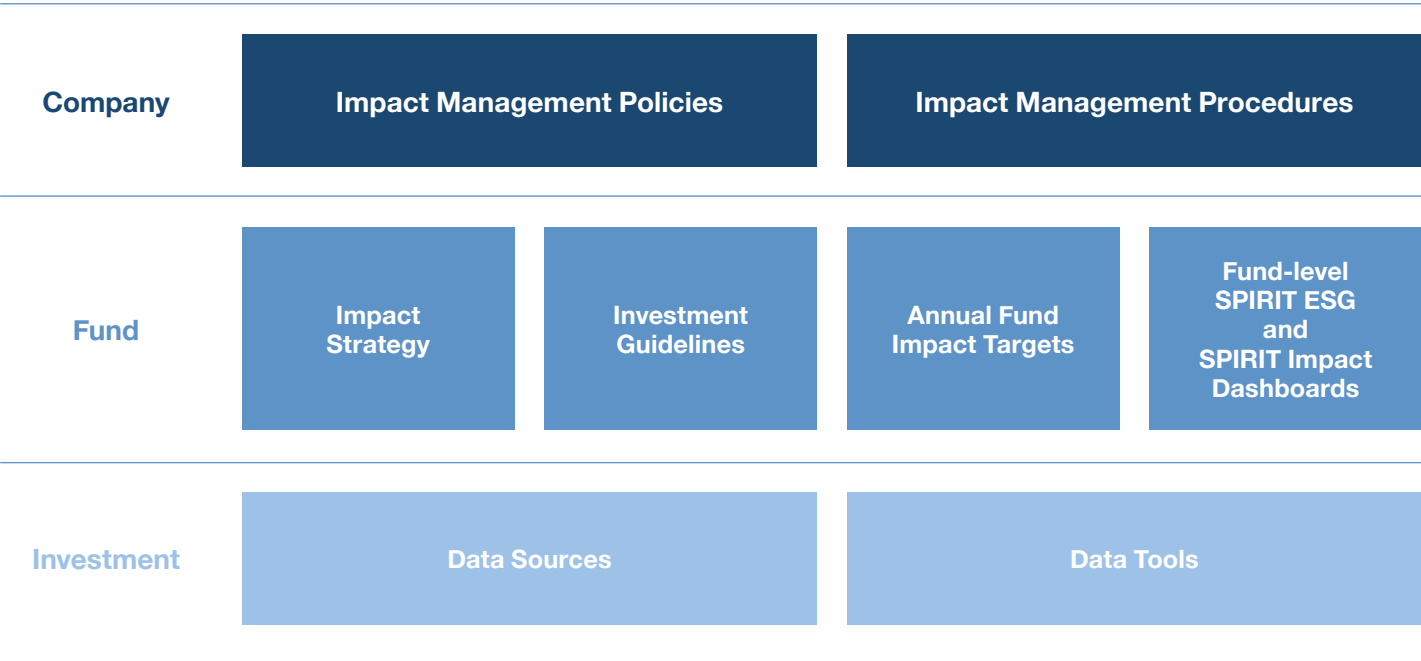 Company
Impact Management Policies
Impact Management Procedures
Fund
Impact
Strategy
Investment
Guidelines
Annual Fund
Impact Targets
Fund-level
SPIRIT ESG
and
SPIRIT Impact
Dashboards
Investment
Data Sources
Data Tools